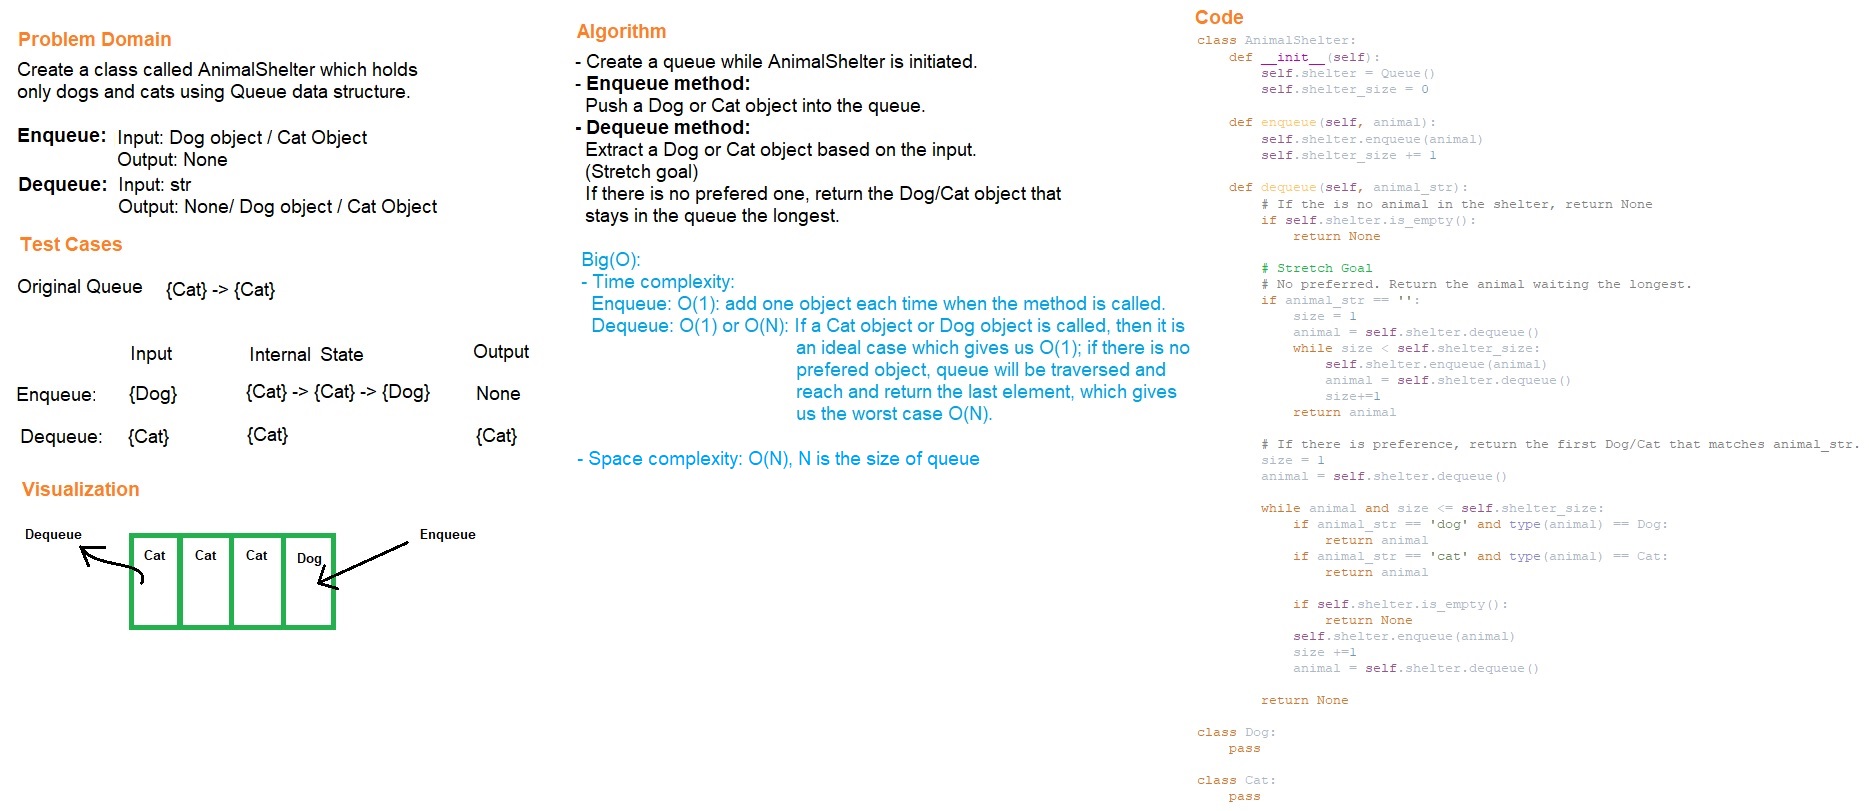 Problem Domain
Create a class called AnimalShelter which holds
only dogs and cats using Queue data structure.
Enqueue: Input: Dog object / Cat Object
Output: None
Dequeue: Input: str
Output: None/ Dog object / Cat Object
Test Cases
Original Queue {Cat} -> {Cat}
Input Internal State Output
Enqueue: {Dog} {Cat} -> {Cat} -> {Dog} None
Dequeue: {Cat} {Cat} {Cat}
Visualization
Dequeue Enqueue
Cat Cat Cat Dog
Algorithm
- Create a queue while AnimalShelter is initiated.
- Enqueue method:
Push a Dog or Cat object into the queue.
- Dequeue method:
Extract a Dog or Cat object based on the input.
(Stretch goal)
If there is no prefered one, return the Dog/Cat object that
stays in the queue the longest.
Big(O):
- Time complexity:
Enqueue: O(1): add one object each time when the method is called.
Dequeue: O(1) or O(N): If a Cat object or Dog object is called, then it is
an ideal case which gives us O(1); if there is no
prefered object, queue will be traversed and
reach and return the last element, which gives
us the worst case O(N).
- Space complexity: O(N), N is the size of queue
Code
class AnimalShelter:
def __init__(self):
self.shelter = Queue()
self.shelter_size = 0
def enqueue(self, animal):
self.shelter.enqueue(animal)
self.shelter_size += 1
def dequeue(self, animal_str):
# If the is no animal in the shelter, return None
if self.shelter.is_empty():
return None
# Stretch Goal
# No preferred. Return the animal waiting the longest.
if animal_str == '':
size = 1
animal = self.shelter.dequeue()
while size < self.shelter_size:
self.shelter.enqueue(animal)
animal = self.shelter.dequeue()
size+=1
return animal
# If there is preference, return the first Dog/Cat that matches animal_str.
size = 1
animal = self.shelter.dequeue()
while animal and size <= self.shelter_size:
if animal_str == 'dog' and type(animal) == Dog:
return animal
if animal_str == 'cat' and type(animal) == Cat:
return animal
if self.shelter.is_empty():
return None
self.shelter.enqueue(animal)
size +=1
animal = self.shelter.dequeue()
return None
class Dog:
pass
class Cat:
pass